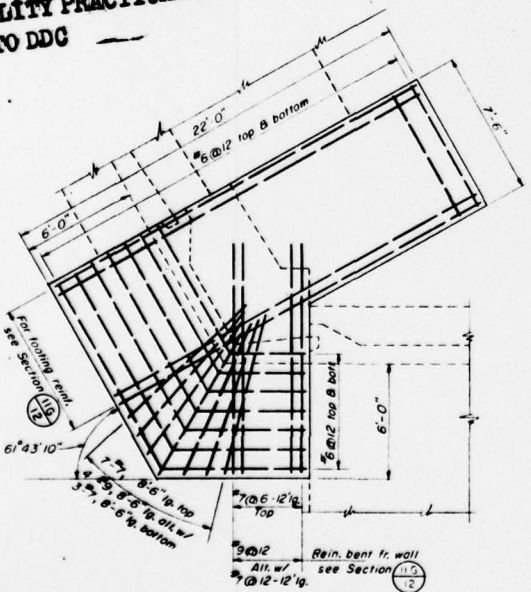 LITY PRACTICA
TO DDC
22'-0"
#6@12 top & bottom
6'-0"
7'-6"
For footing reinf.
see Section 11G
12
61°43'10"
7-#7, 8'-6" lg. top
4-#9, 8'-6" lg. alt. w/
3-#7, 8'-6" lg. bottom
#6@12 top & bott.
6'-0"
#7@6-12' lg.
Top
#9@12
Alt. w/
#7@12-12' lg.
Rein. bent fr. wall
see Section 11G
12